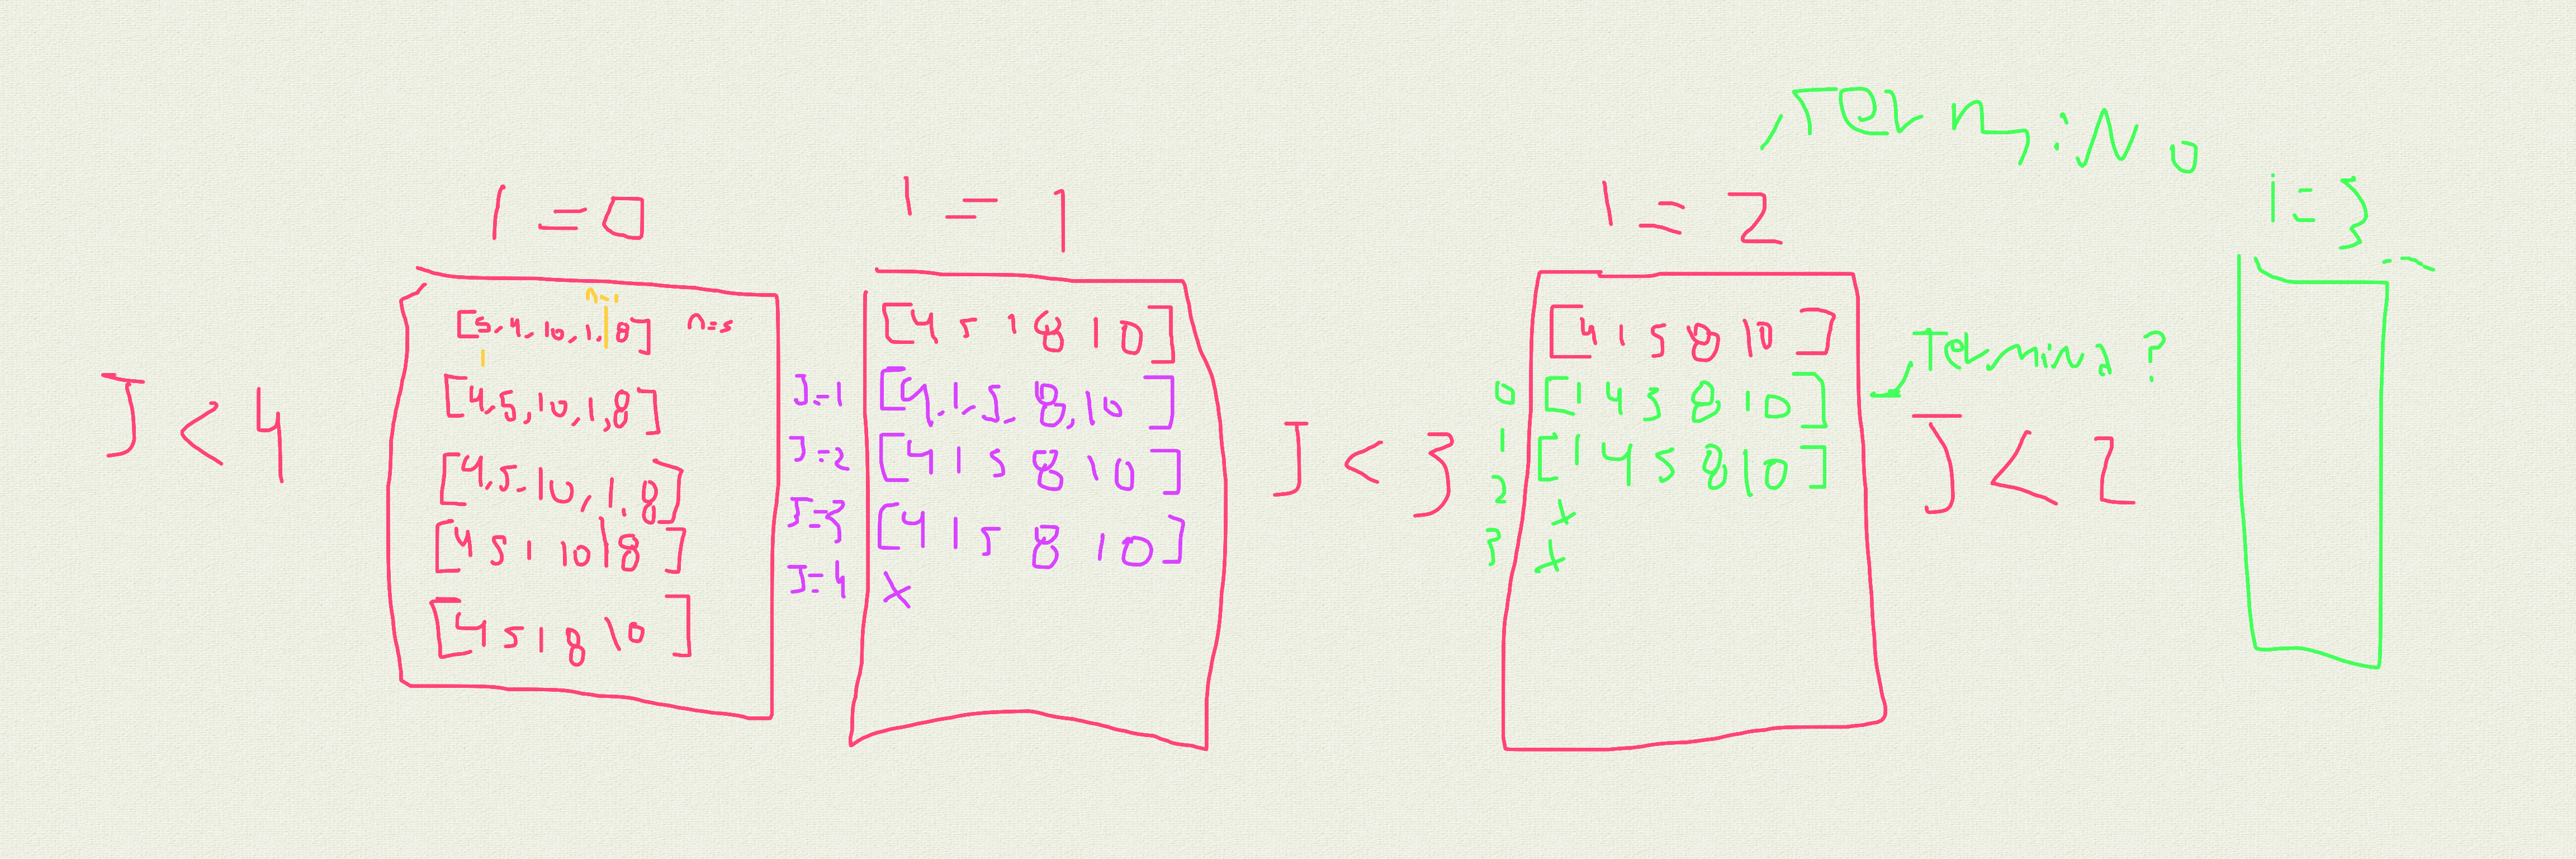 Termino
I = 0
I = 1
I = 2
i = 3
J < 4
n-1
[5,4,10,1,8] n=5
[4,5,10,1,8]
[4,5,10,1,8]
[4 5 1 10 8]
[4 5 1 8 10]
[4 5 1 8 10]
J=1 [4,1,5,8,10]
J=2 [4 1 5 8 10]
J=3 [4 1 5 8 10]
J=4 X
J < 3
[4 1 5 8 10]
0 [1 4 5 8 10]
1 [1 4 5 8 10]
2 x
3 x
Termina?
J < 2